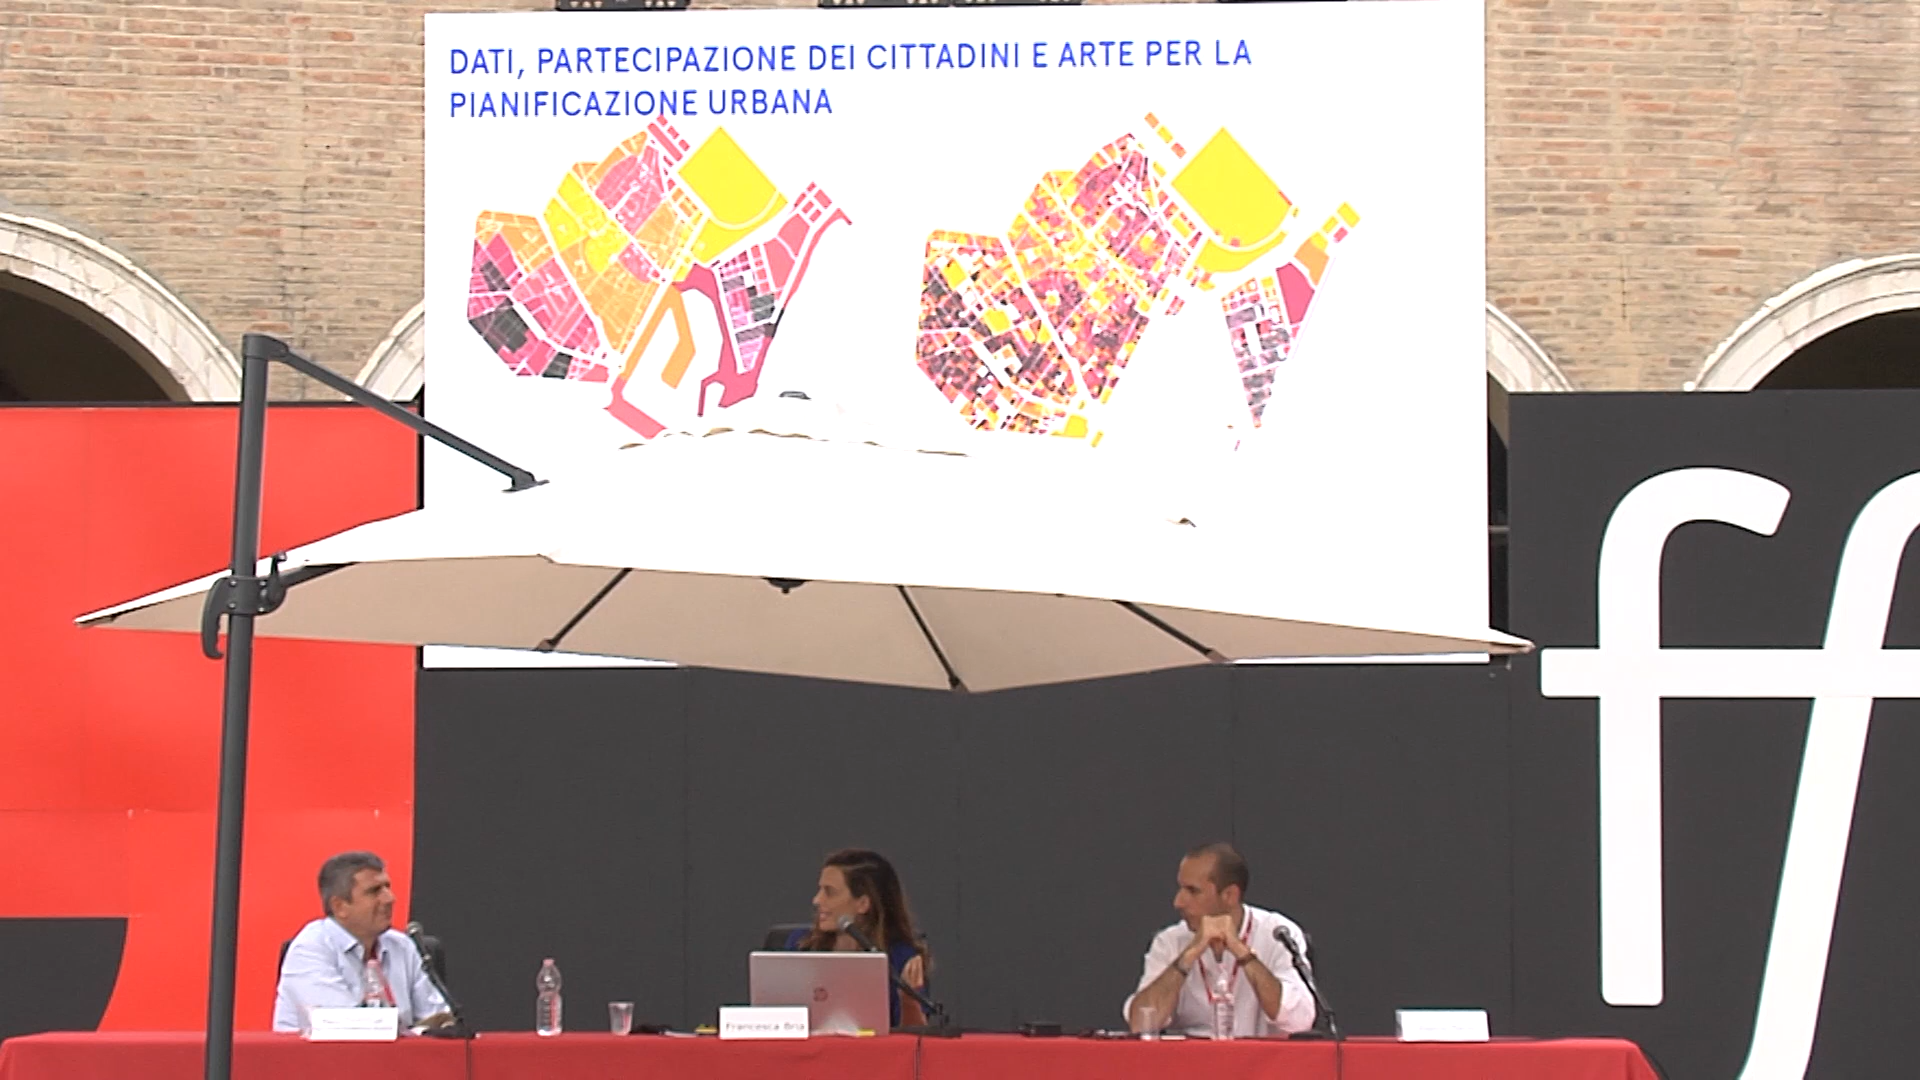 DATI, PARTECIPAZIONE DEI CITTADINI E ARTE PER LA
PIANIFICAZIONE URBANA
ff
Francesca Bria